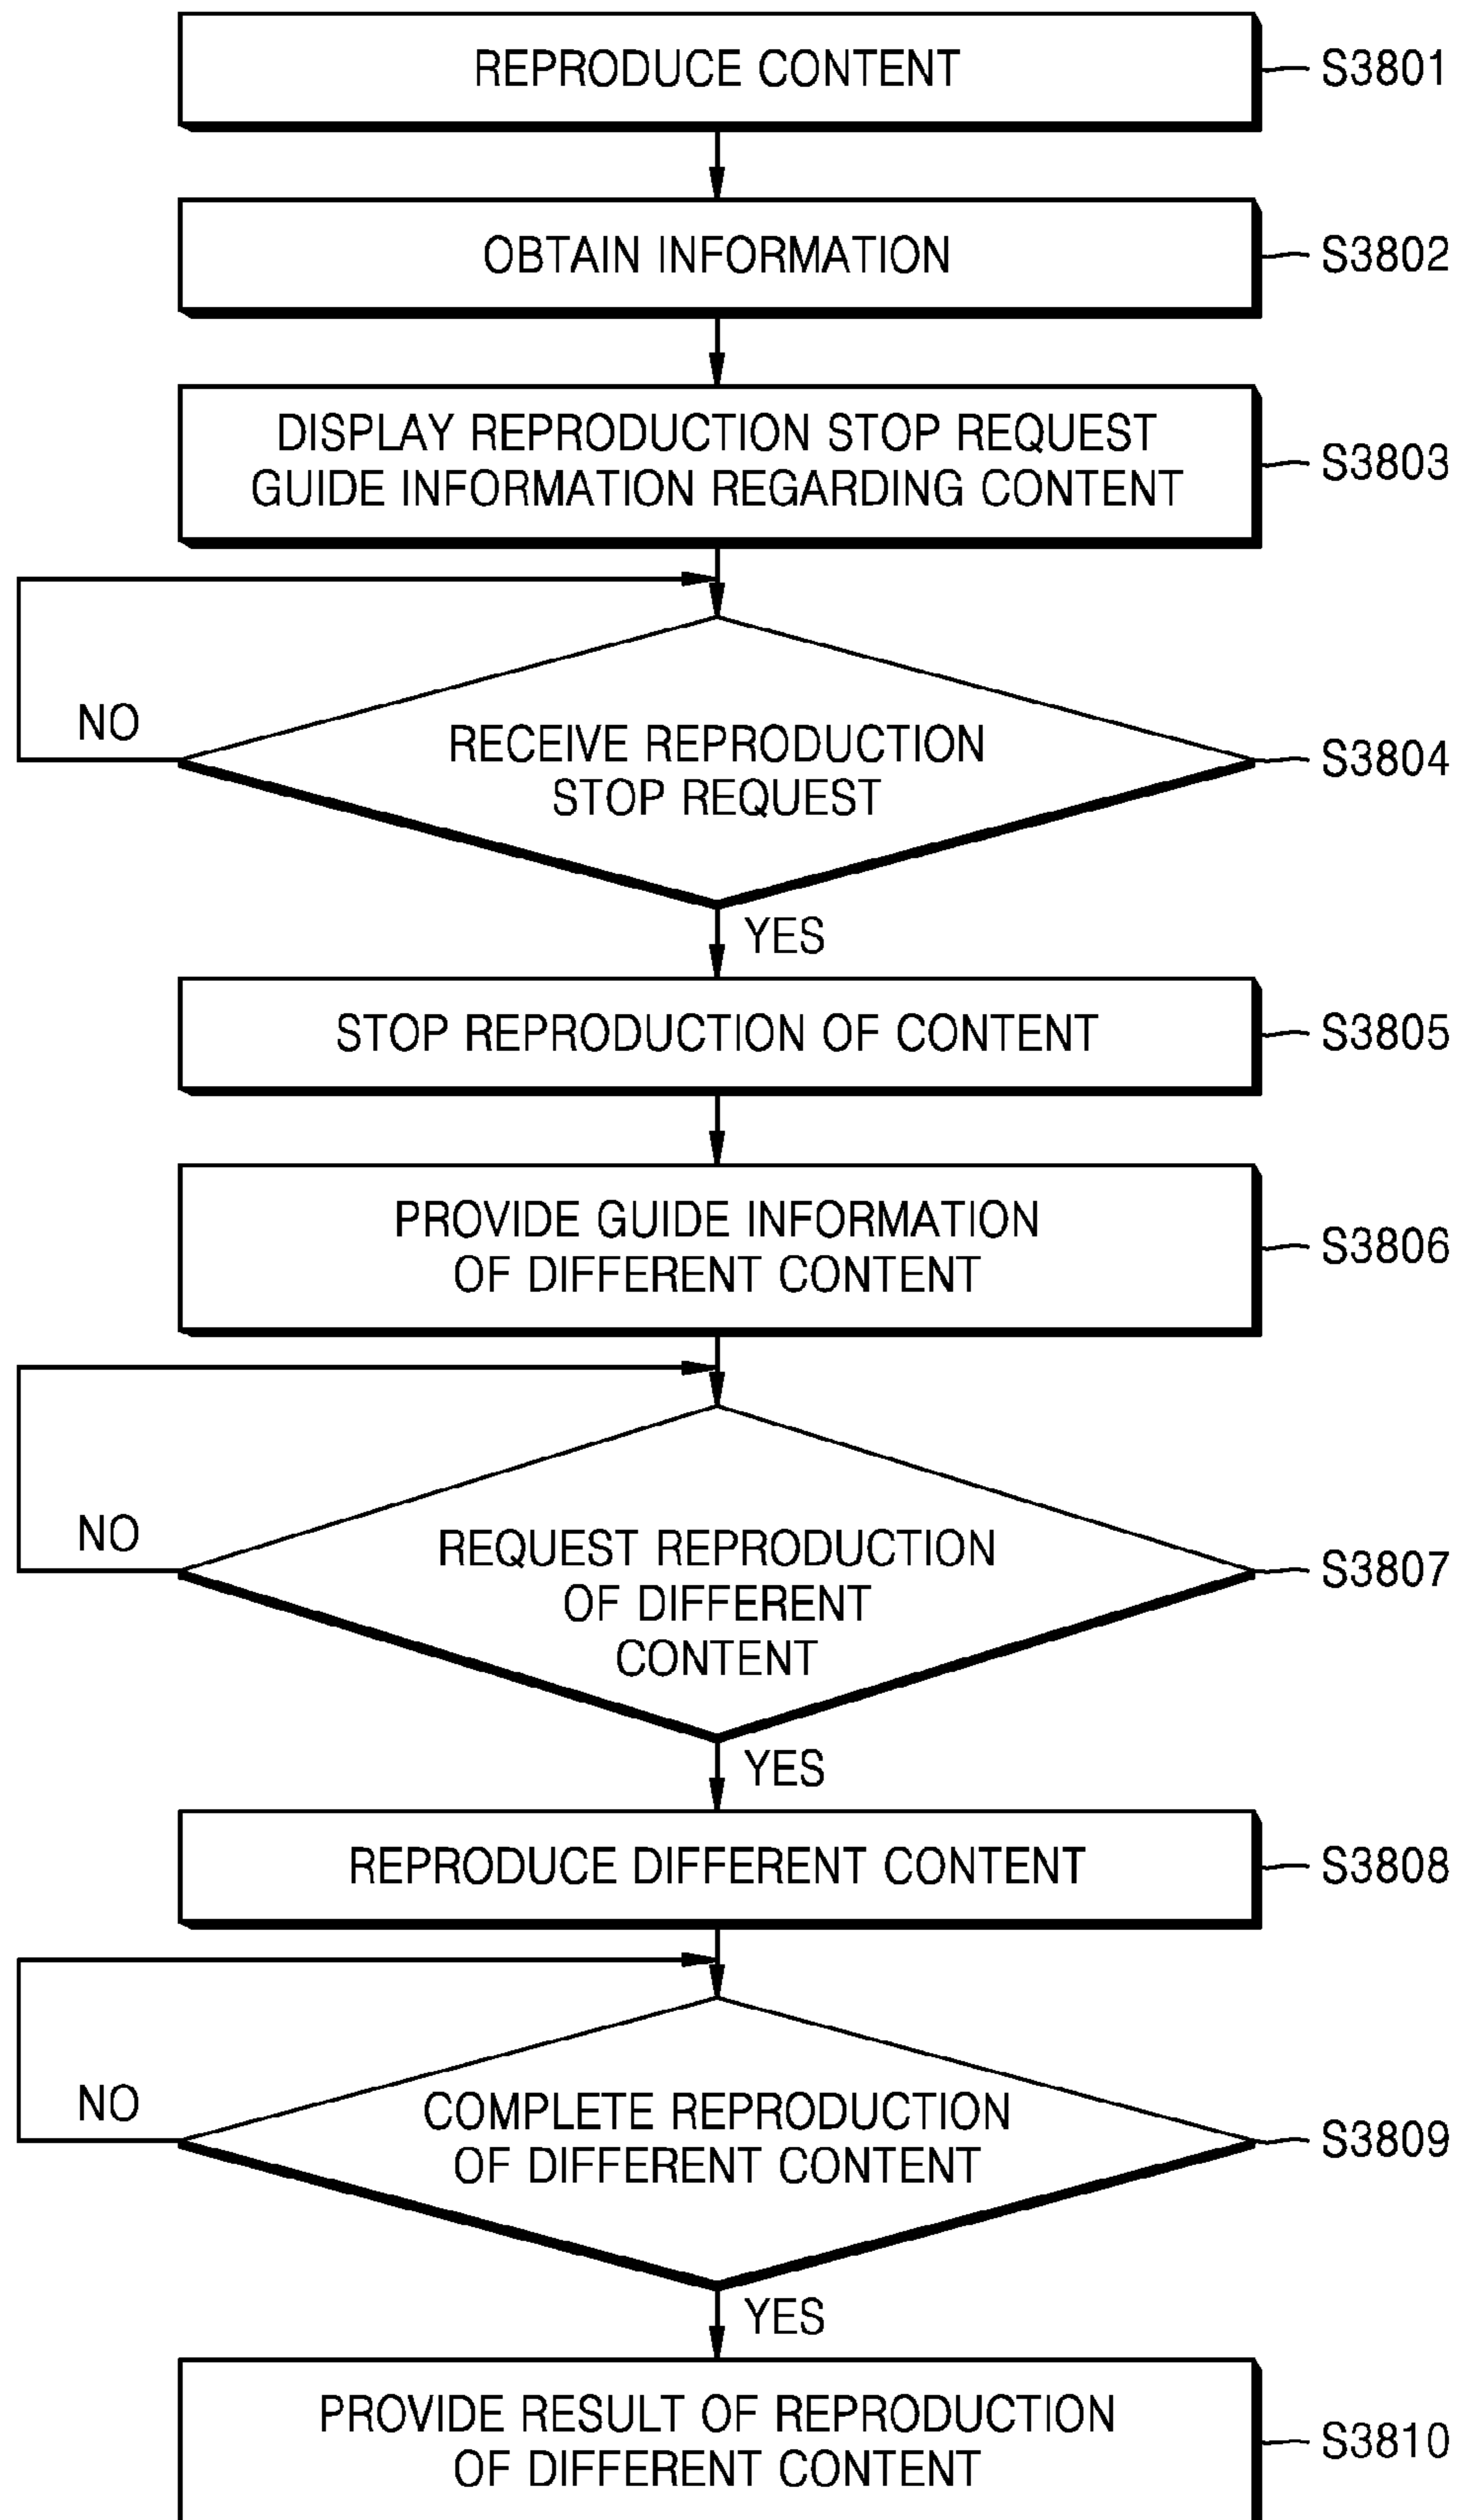 REPRODUCE CONTENT
S3801
OBTAIN INFORMATION
S3802
DISPLAY REPRODUCTION STOP REQUEST
GUIDE INFORMATION REGARDING CONTENT
S3803
NO
RECEIVE REPRODUCTION
STOP REQUEST
S3804
YES
STOP REPRODUCTION OF CONTENT
S3805
PROVIDE GUIDE INFORMATION
OF DIFFERENT CONTENT
S3806
NO
REQUEST REPRODUCTION
OF DIFFERENT
CONTENT
S3807
YES
REPRODUCE DIFFERENT CONTENT
S3808
NO
COMPLETE REPRODUCTION
OF DIFFERENT CONTENT
S3809
YES
PROVIDE RESULT OF REPRODUCTION
OF DIFFERENT CONTENT
S3810